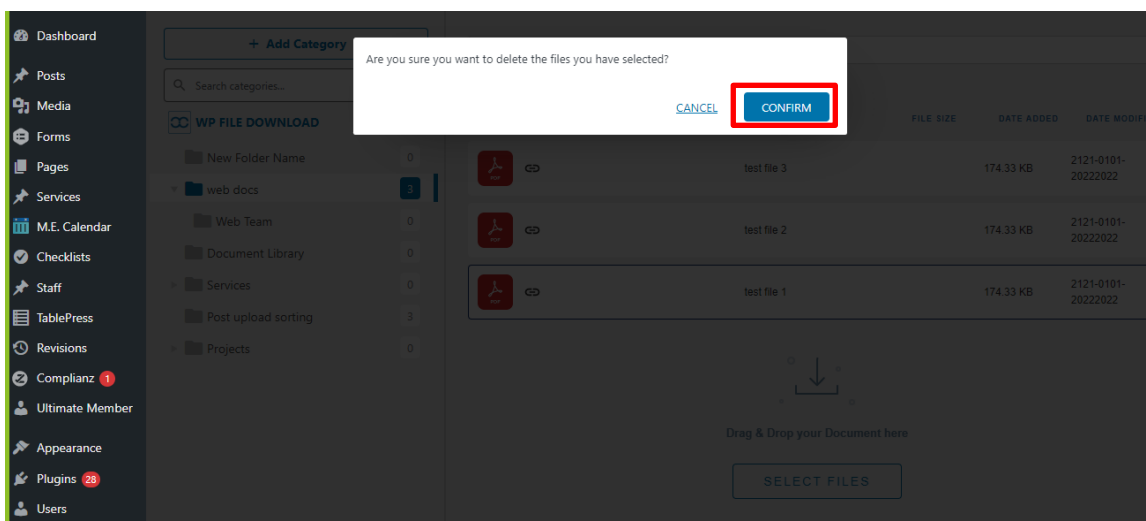 Dashboard
Posts
Media
Forms
Pages
Services
M.E. Calendar
Checklists
Staff
TablePress
Revisions
Complianz 1
Ultimate Member
Appearance
Plugins 28
Users
+ Add Category
Search categories...
WP FILE DOWNLOAD
New Folder Name 0
web docs 3
Web Team 0
Document Library 0
Services 0
Post upload sorting 3
Projects 0
Are you sure you want to delete the files you have selected?
CANCEL CONFIRM
FILE SIZE DATE ADDED DATE MODIFI
PDF test file 3 174.33 KB 2121-0101-
20222022
PDF test file 2 174.33 KB 2121-0101-
20222022
PDF test file 1 174.33 KB 2121-0101-
20222022
Drag & Drop your Document here
SELECT FILES